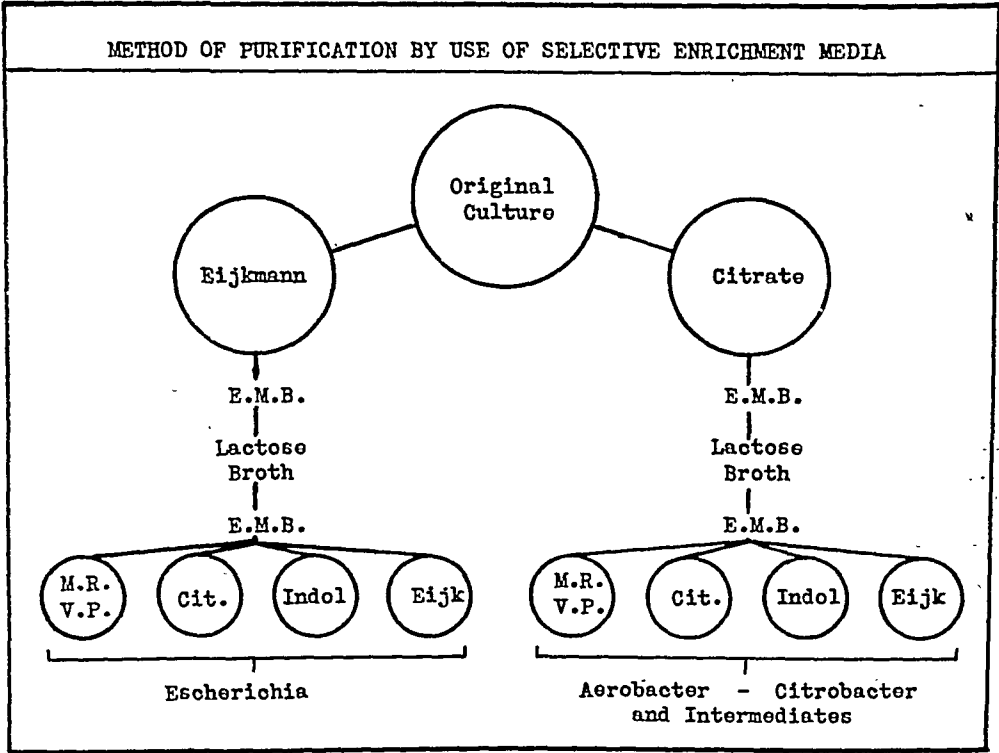 METHOD OF PURIFICATION BY USE OF SELECTIVE ENRICHMENT MEDIA
Original
Culture
Eijkmann
Citrate
E.M.B.
E.M.B.
Lactose
Broth
Lactose
Broth
E.M.B.
E.M.B.
M.R.
V.P.
Cit.
Indol
Eijk
M.R.
V.P.
Cit.
Indol
Eijk
Escherichia
Aerobacter - Citrobacter
and Intermediates